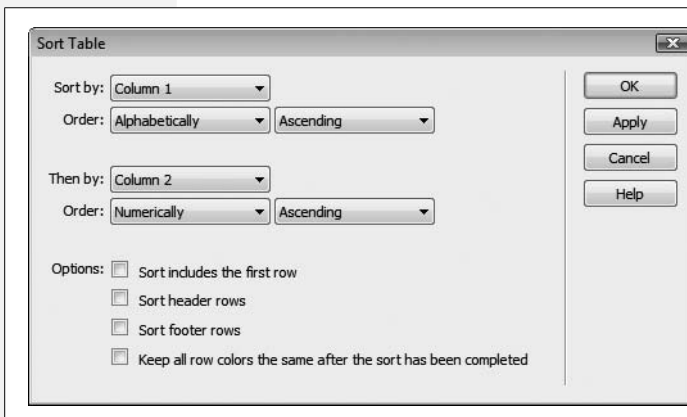 Sort Table
Sort by: Column 1
Order: Alphabetically Ascending
Then by: Column 2
Order: Numerically Ascending
Options: Sort includes the first row
Sort header rows
Sort footer rows
Keep all row colors the same after the sort has been completed
OK
Apply
Cancel
Help